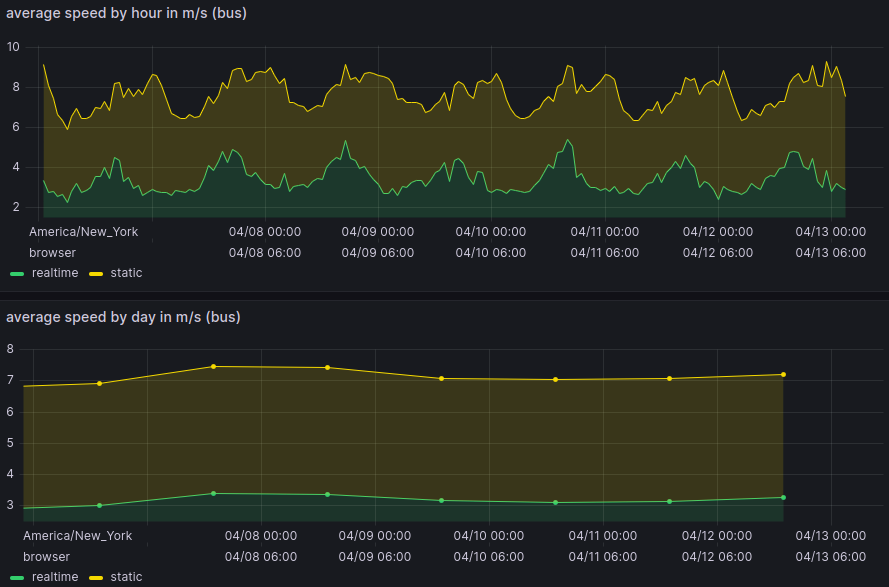 average speed by hour in m/s (bus)
10
8
6
4
2
America/New_York 04/08 00:00 04/09 00:00 04/10 00:00 04/11 00:00 04/12 00:00 04/13 00:00
browser 04/08 06:00 04/09 06:00 04/10 06:00 04/11 06:00 04/12 06:00 04/13 06:00
realtime static
average speed by day in m/s (bus)
8
7
6
5
4
3
America/New_York 04/08 00:00 04/09 00:00 04/10 00:00 04/11 00:00 04/12 00:00 04/13 00:00
browser 04/08 06:00 04/09 06:00 04/10 06:00 04/11 06:00 04/12 06:00 04/13 06:00
realtime static